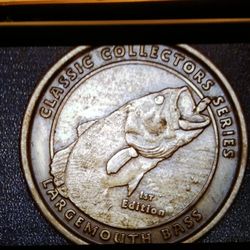 CLASSIC COLLECTORS SERIES
1ST
Edition
LARGEMOUTH BASS